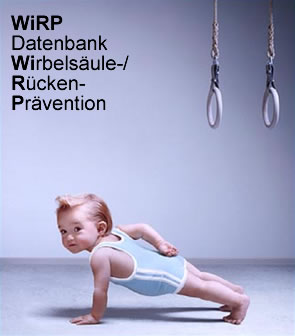 WiRP
Datenbank
Wirbelsäule-/
Rücken-
Prävention